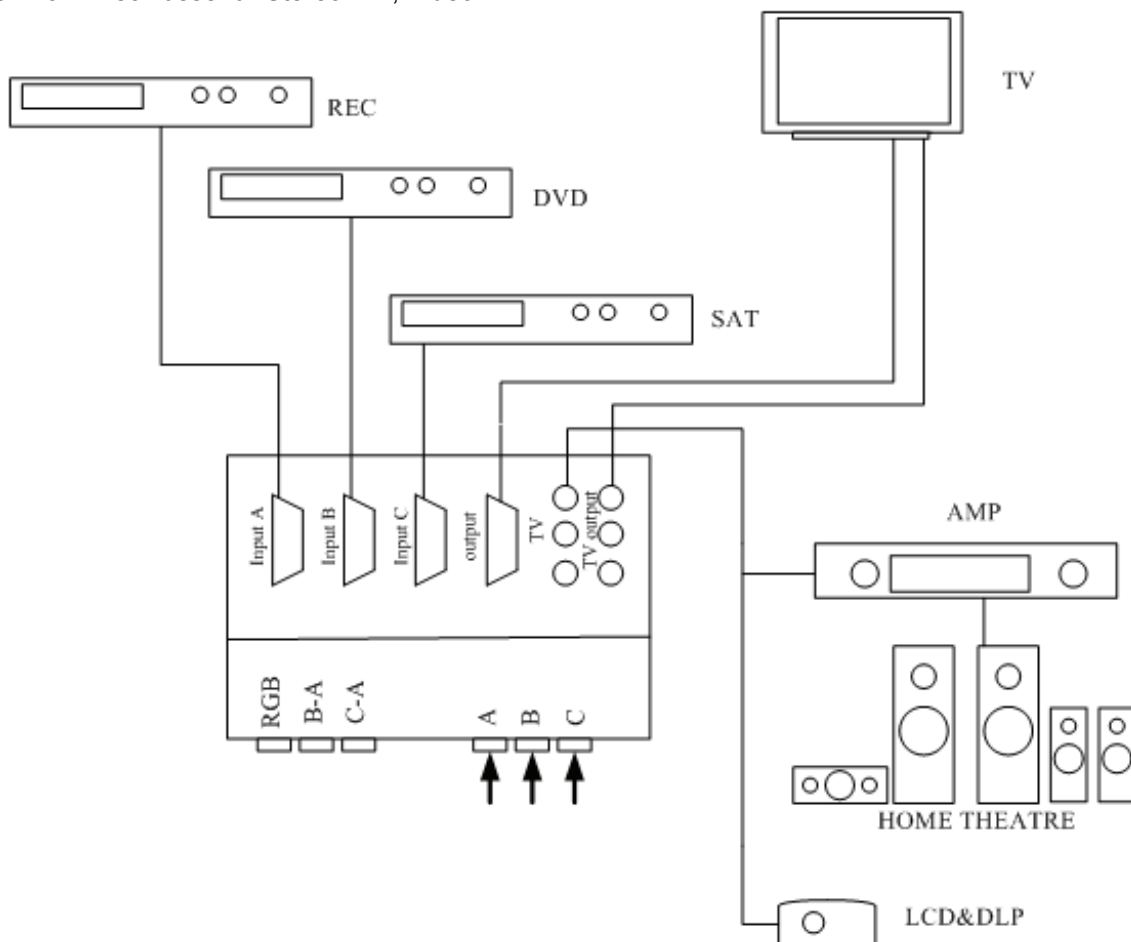 TV
REC
DVD
SAT
Input A
Input B
Input C
output
TV
TV output
AMP
RGB
B-A
C-A
A
B
C
HOME THEATRE
LCD&DLP